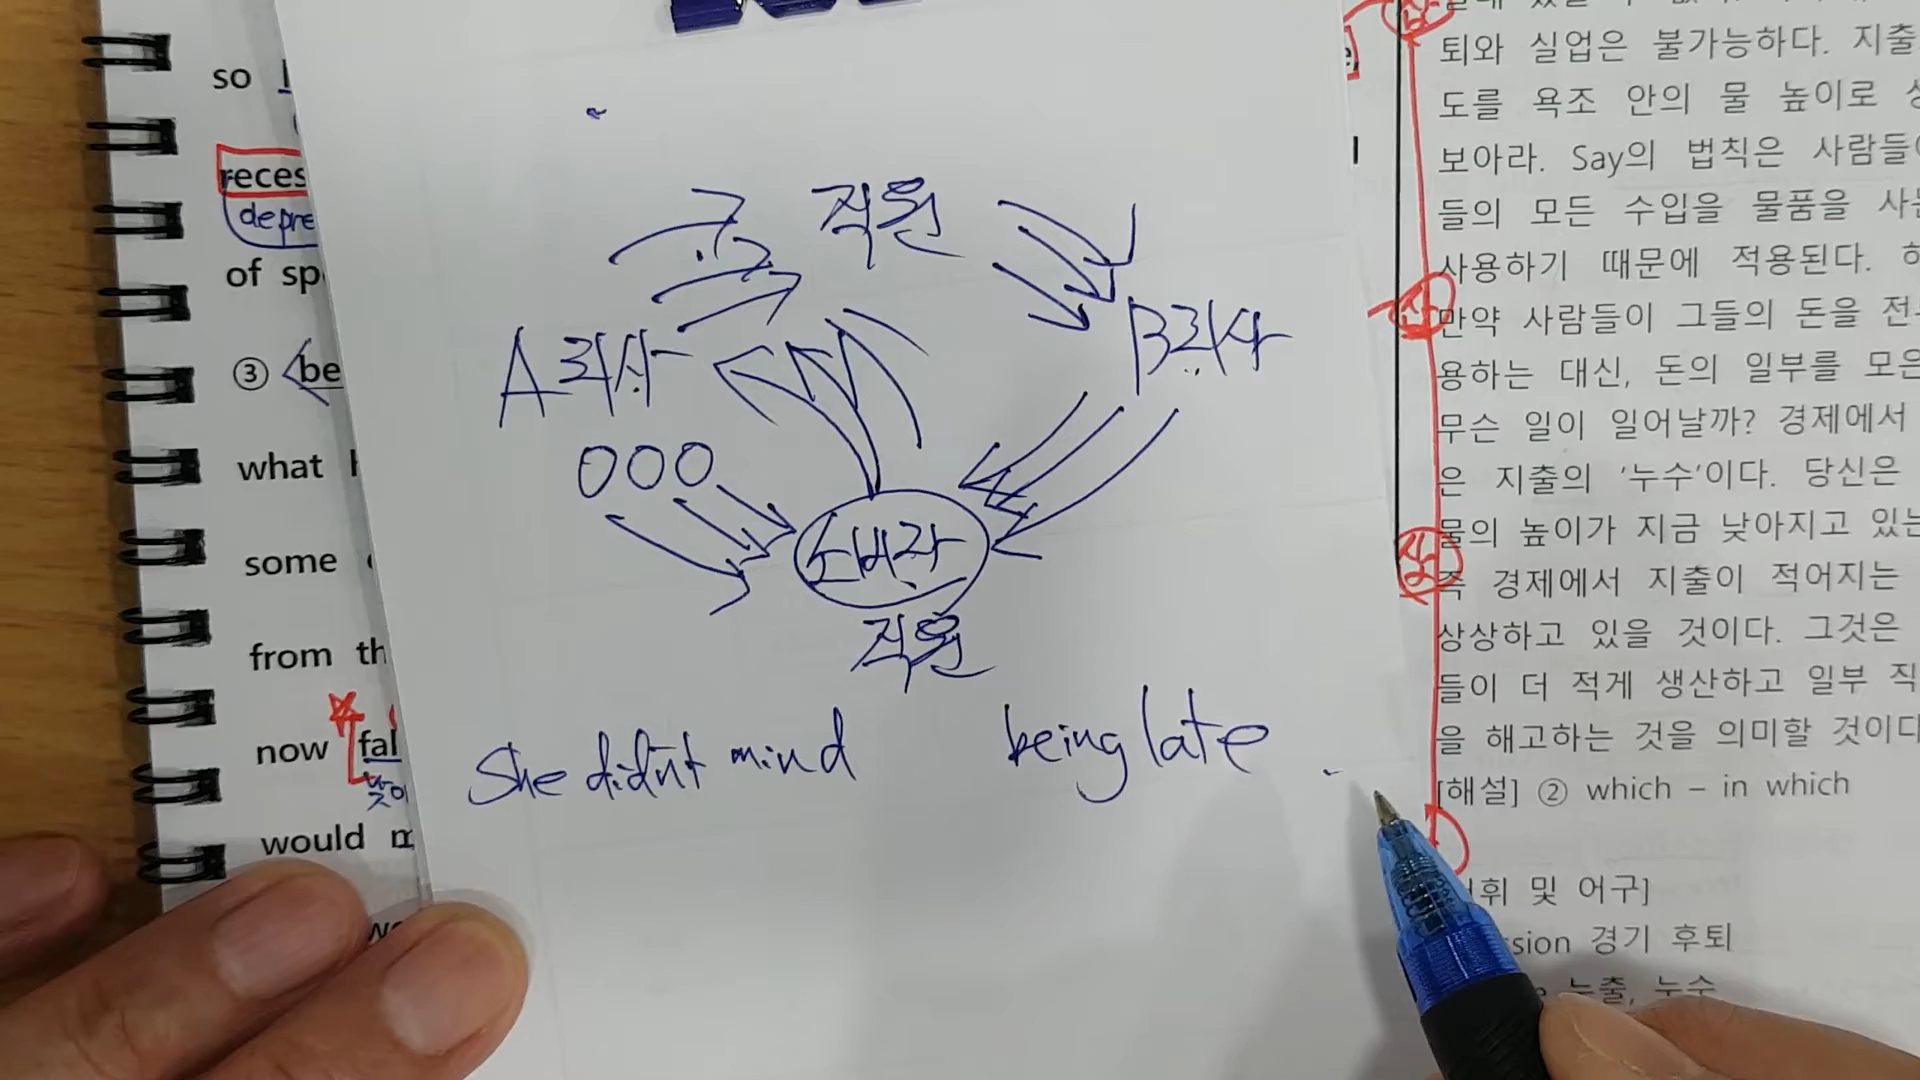 so
reces
depre
of sp
③ be
what
some
from th
now fal
would m
직원
A회사
B회사
000
소비자
직원
She didn't mind being late
퇴와 실업은 불가능하다. 지출
도를 욕조 안의 물 높이로
보아라. Say의 법칙은 사람들이
들의 모든 수입을 물품을 사는
사용하기 때문에 적용된다.
만약 사람들이 그들의 돈을 전
용하는 대신, 돈의 일부를 모은
무슨 일이 일어날까? 경제에서
은 지출의 '누수'이다. 당신은
물의 높이가 지금 낮아지고 있는
즉 경제에서 지출이 적어지는
상상하고 있을 것이다. 그것은
들이 더 적게 생산하고 일부 직
을 해고하는 것을 의미할 것이다
[해설] ② which – in which
휘 및 어구]
ssion 경기 후퇴
e 누출, 누수